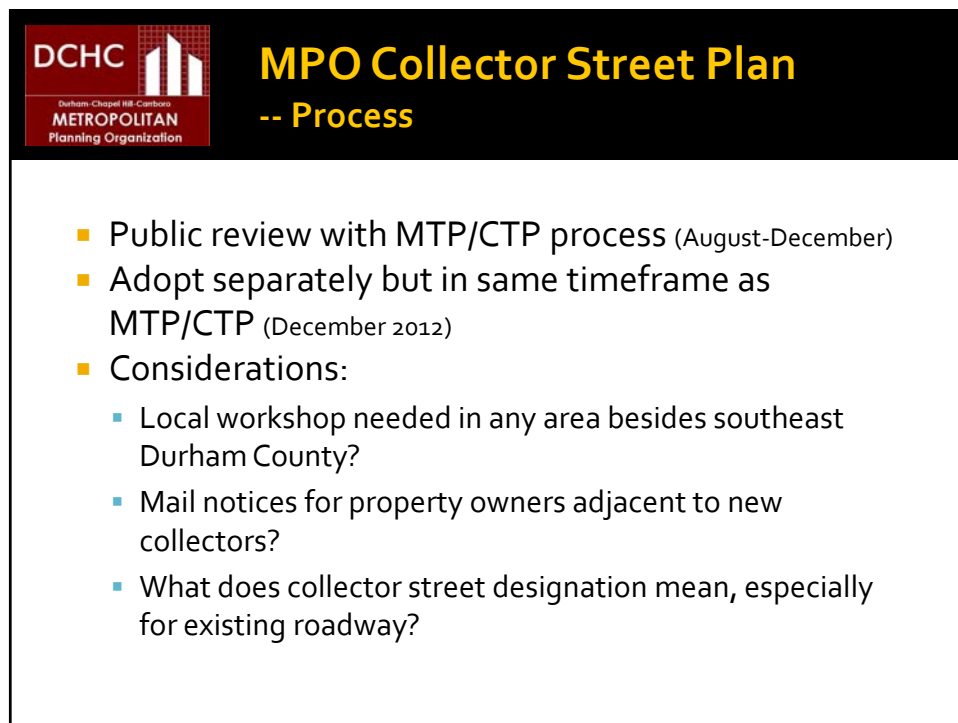 DCHC
Durham-Chapel Hill-Carrboro
METROPOLITAN
Planning Organization
MPO Collector Street Plan
-- Process
▪ Public review with MTP/CTP process (August-December)
▪ Adopt separately but in same timeframe as
MTP/CTP (December 2012)
▪ Considerations:
▪ Local workshop needed in any area besides southeast
Durham County?
▪ Mail notices for property owners adjacent to new
collectors?
▪ What does collector street designation mean, especially
for existing roadway?